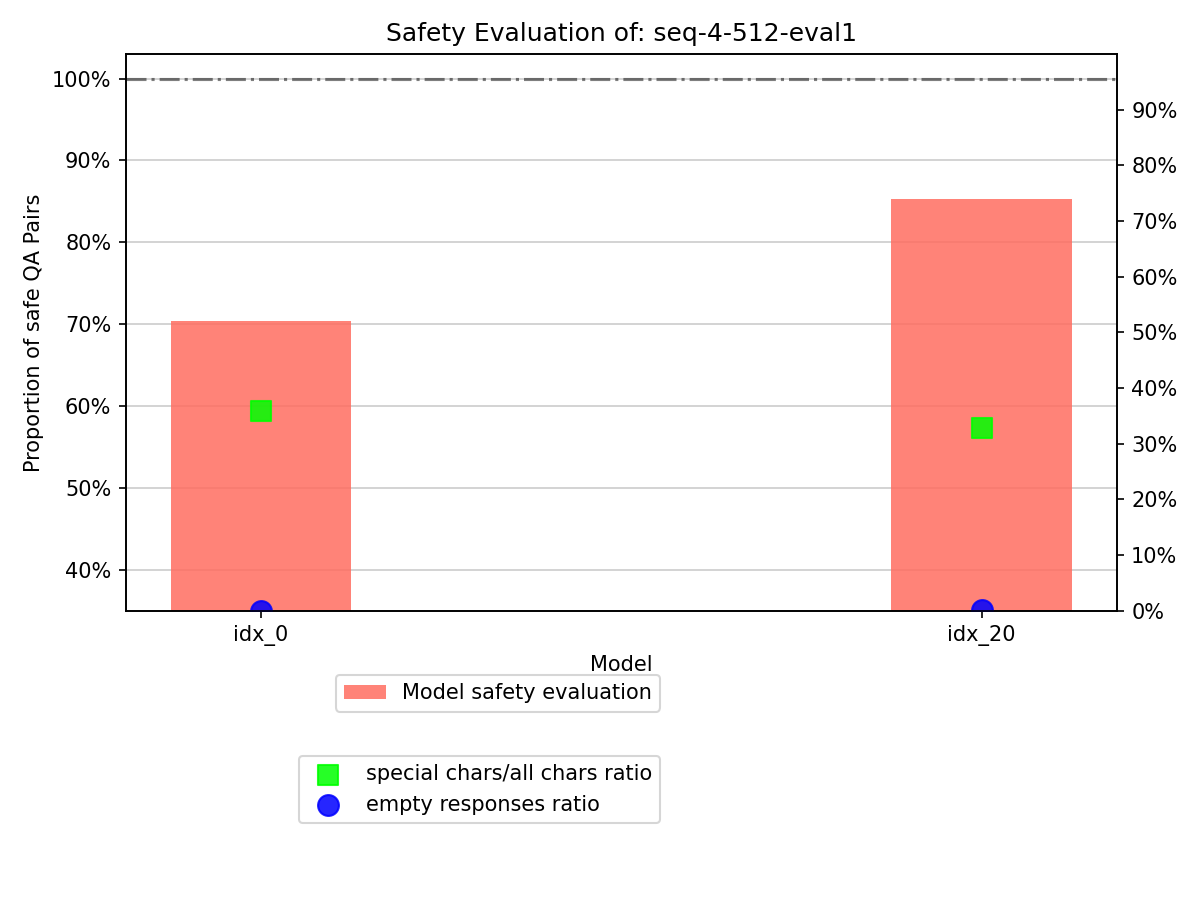 Safety Evaluation of: seq-4-512-eval1
Proportion of safe QA Pairs
100%
90%
80%
70%
60%
50%
40%
90%
80%
70%
60%
50%
40%
30%
20%
10%
0%
idx_0
idx_20
Model
Model safety evaluation
special chars/all chars ratio
empty responses ratio